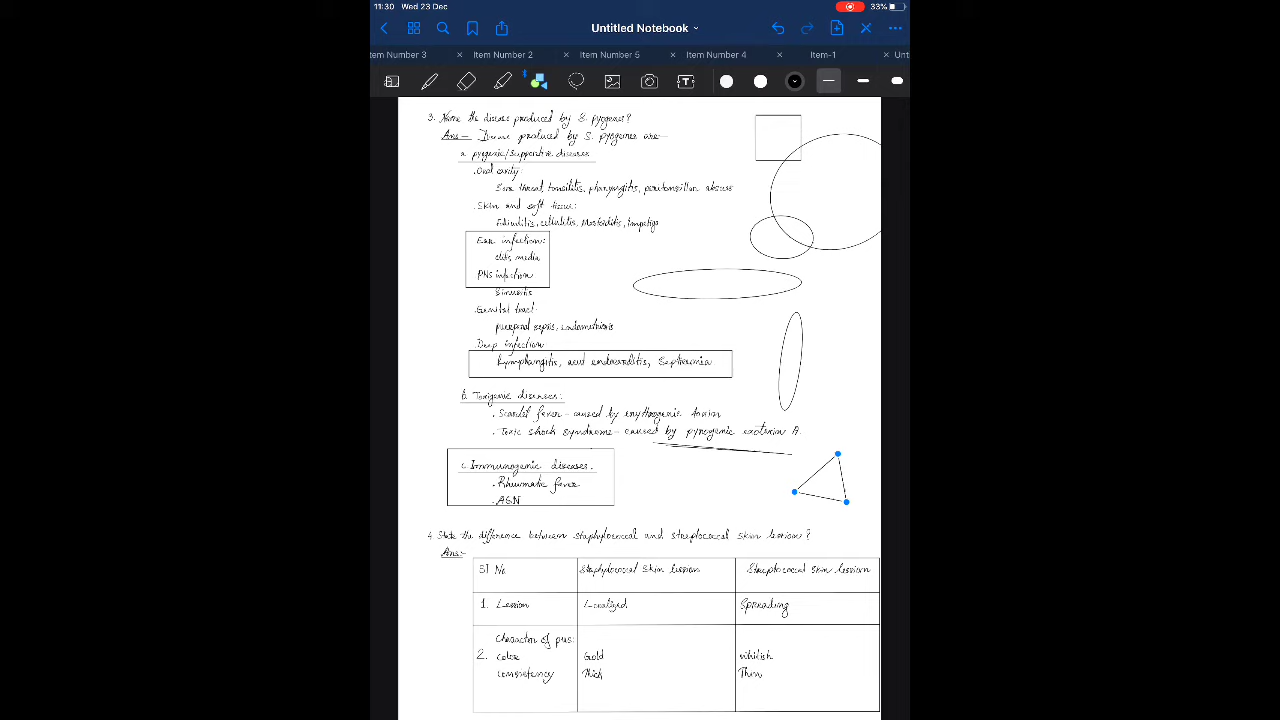 11:30 Wed 23 Dec 33%
Untitled Notebook
tem Number 3 Item Number 2 Item Number 5 Item Number 4 Item-1 Unt
3. Name the disease produced by S. pyogenes?
Ans- produced by S. pyogenes are-
a. pyogenic/Suppurative diseases
. Oral cavity:
Sore throat, tonsilitis, pharyngitis, peritonsillar abscess
. Skin and soft tissue:
Folliculitis, cellulitis, Mastoiditis, Impetigo
Ear infection:
otitis media
PNS infection
Sinusitis
. Genital tract:
puerperal sepsis, endometritis
. Deep infection
Lymphangitis, acut endocarditis, Septicemia
b. Toxigenic diseases:
. Scarlet fever - caused by erythrogenic toxin
. Toxic shock syndrome - caused by pyrogenic exotoxin A.
c. Immunogenic diseases.
. Rheumatic fever
. AGN
4. State the difference between staphylococcal and streptococcal skin lesions?
Ans:-
Sl No Staphylococcal Skin lession Streptococcal skin lession
1. Lession Localized Spreading
Character of pus:
2. color Gold whitish
consistency Thick Thin